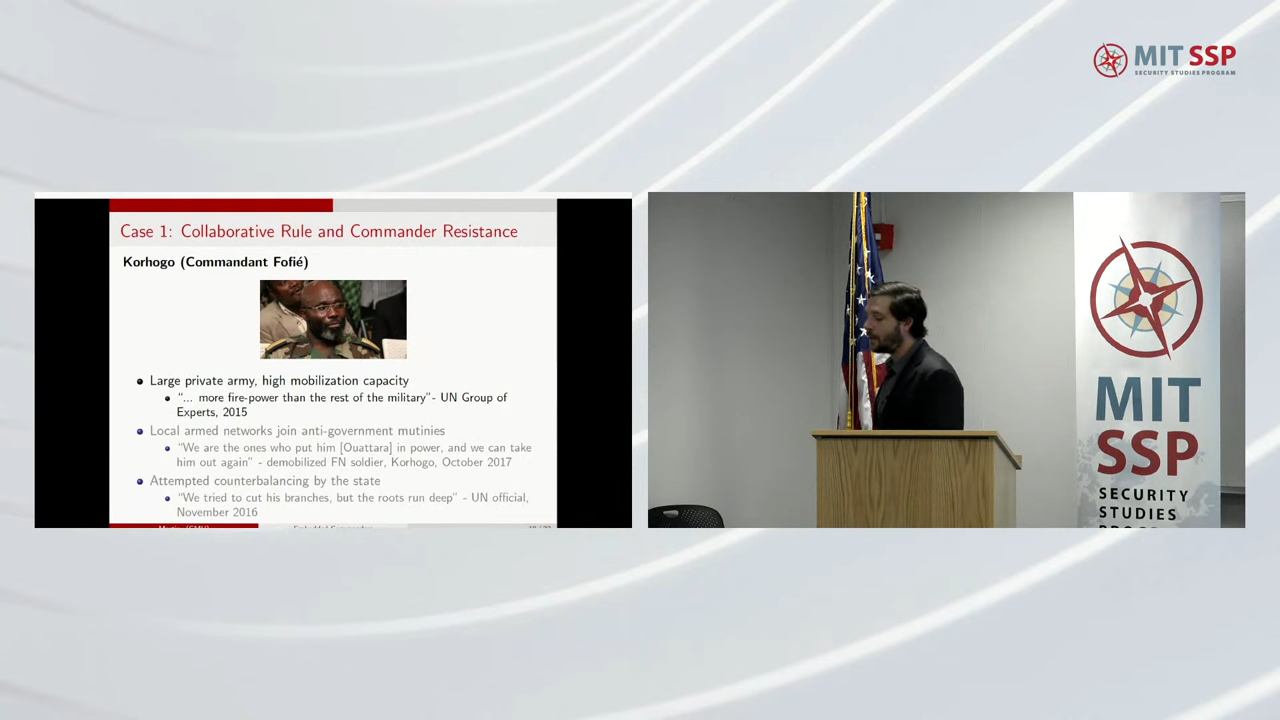 MIT SSP
SECURITY STUDIES PROGRAM
Case 1: Collaborative Rule and Commander Resistance
Korhogo (Commandant Fofié)
Large private army, high mobilization capacity
“... more fire-power than the rest of the military”- UN Group of
Experts, 2015
Local armed networks join anti-government mutinies
“We are the ones who put him [Ouattara] in power, and we can take
him out again” - demobilized FN soldier, Korhogo, October 2017
Attempted counterbalancing by the state
“We tried to cut his branches, but the roots run deep” - UN official,
November 2016
MIT
SSP
SECURITY
STUDIES